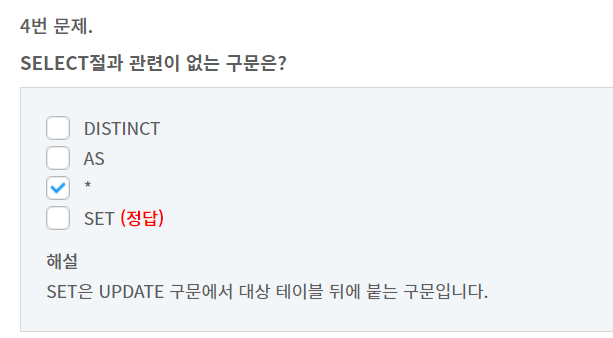 4번 문제.
SELECT절과 관련이 없는 구문은?
DISTINCT
AS
*
SET (정답)
해설
SET은 UPDATE 구문에서 대상 테이블 뒤에 붙는 구문입니다.